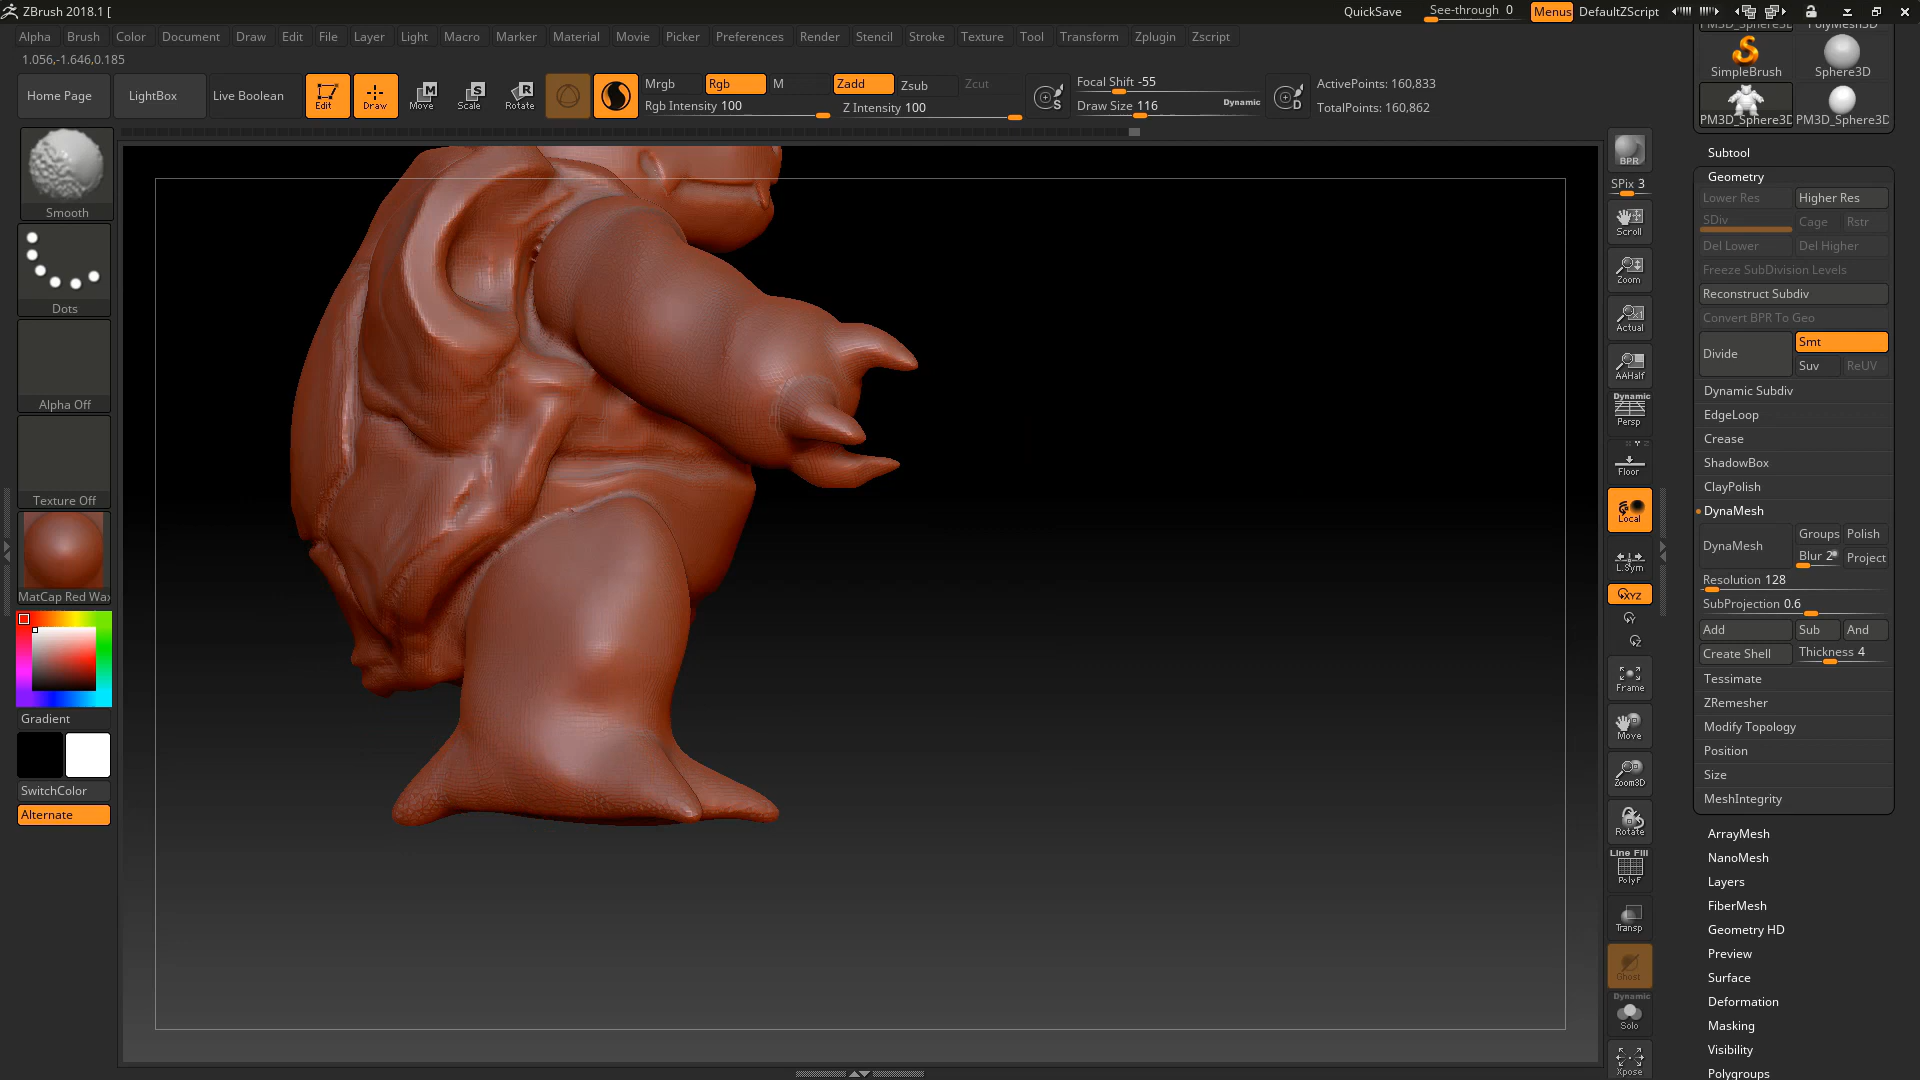 ZBrush 2018.1 [
QuickSave See-through 0 Menus DefaultZScript
Alpha Brush Color Document Draw Edit File Layer Light Macro Marker Material Movie Picker Preferences Render Stencil Stroke Texture Tool Transform Zplugin Zscript
1.056,-1.646,0.185
Home Page LightBox Live Boolean Edit Draw Move Scale Rotate
Mrgb Rgb M Zadd Zsub Zcut
Rgb Intensity 100 Z Intensity 100
Focal Shift -55
Draw Size 116 Dynamic
ActivePoints: 160,833
TotalPoints: 160,862
Smooth
Dots
Alpha Off
Texture Off
MatCap Red Wax
Gradient
SwitchColor
Alternate
BPR
SPix 3
Scroll
Zoom
Actual
AAHalf
Dynamic
Persp
Floor
Local
L.Sym
XYZ
Y
Z
Frame
Move
Zoom3D
Rotate
Line Fill
PolyF
Transp
Ghost
Dynamic
Solo
Xpose
PM3D_Sphere3D PolyMesh3D
SimpleBrush Sphere3D
PM3D_Sphere3D PM3D_Sphere3D
Subtool
Geometry
Lower Res Higher Res
SDiv Cage Rstr
Del Lower Del Higher
Freeze SubDivision Levels
Reconstruct Subdiv
Convert BPR To Geo
Divide Smt
Suv ReUV
Dynamic Subdiv
EdgeLoop
Crease
ShadowBox
ClayPolish
DynaMesh
DynaMesh Groups Polish
Blur 2 Project
Resolution 128
SubProjection 0.6
Add Sub And
Create Shell Thickness 4
Tessimate
ZRemesher
Modify Topology
Position
Size
MeshIntegrity
ArrayMesh
NanoMesh
Layers
FiberMesh
Geometry HD
Preview
Surface
Deformation
Masking
Visibility
Polygroups